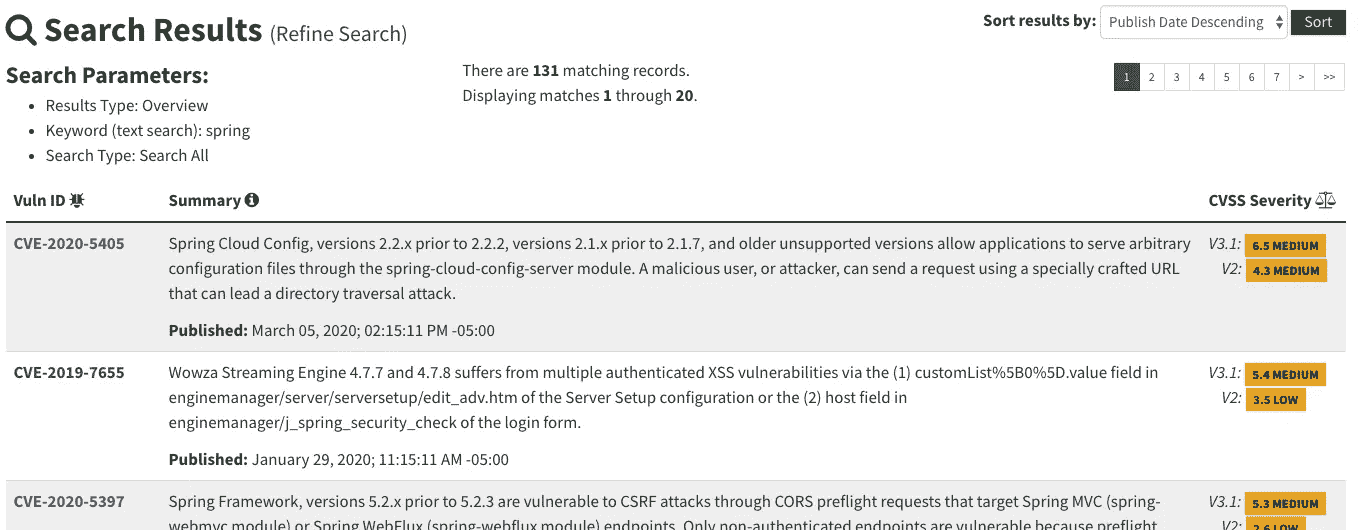 Search Results (Refine Search)
Sort results by: Publish Date Descending Sort
Search Parameters:
There are 131 matching records.
Displaying matches 1 through 20.
1 2 3 4 5 6 7 > >>
• Results Type: Overview
• Keyword (text search): spring
• Search Type: Search All
Vuln ID Summary CVSS Severity
CVE-2020-5405
Spring Cloud Config, versions 2.2.x prior to 2.2.2, versions 2.1.x prior to 2.1.7, and older unsupported versions allow applications to serve arbitrary
configuration files through the spring-cloud-config-server module. A malicious user, or attacker, can send a request using a specially crafted URL
that can lead a directory traversal attack.
Published: March 05, 2020; 02:15:11 PM -05:00
V3.1: 6.5 MEDIUM
V2: 4.3 MEDIUM
CVE-2019-7655
Wowza Streaming Engine 4.7.7 and 4.7.8 suffers from multiple authenticated XSS vulnerabilities via the (1) customList%5B0%5D.value field in
enginemanager/server/serversetup/edit_adv.htm of the Server Setup configuration or the (2) host field in
enginemanager/j_spring_security_check of the login form.
Published: January 29, 2020; 11:15:11 AM -05:00
V3.1: 5.4 MEDIUM
V2: 3.5 LOW
CVE-2020-5397
Spring Framework, versions 5.2.x prior to 5.2.3 are vulnerable to CSRF attacks through CORS preflight requests that target Spring MVC (spring-
webmvc module) or Spring WebFlux (spring-webflux module) endpoints. Only non-authenticated endpoints are vulnerable because preflight
V3.1: 5.3 MEDIUM
V2: 2.6 LOW